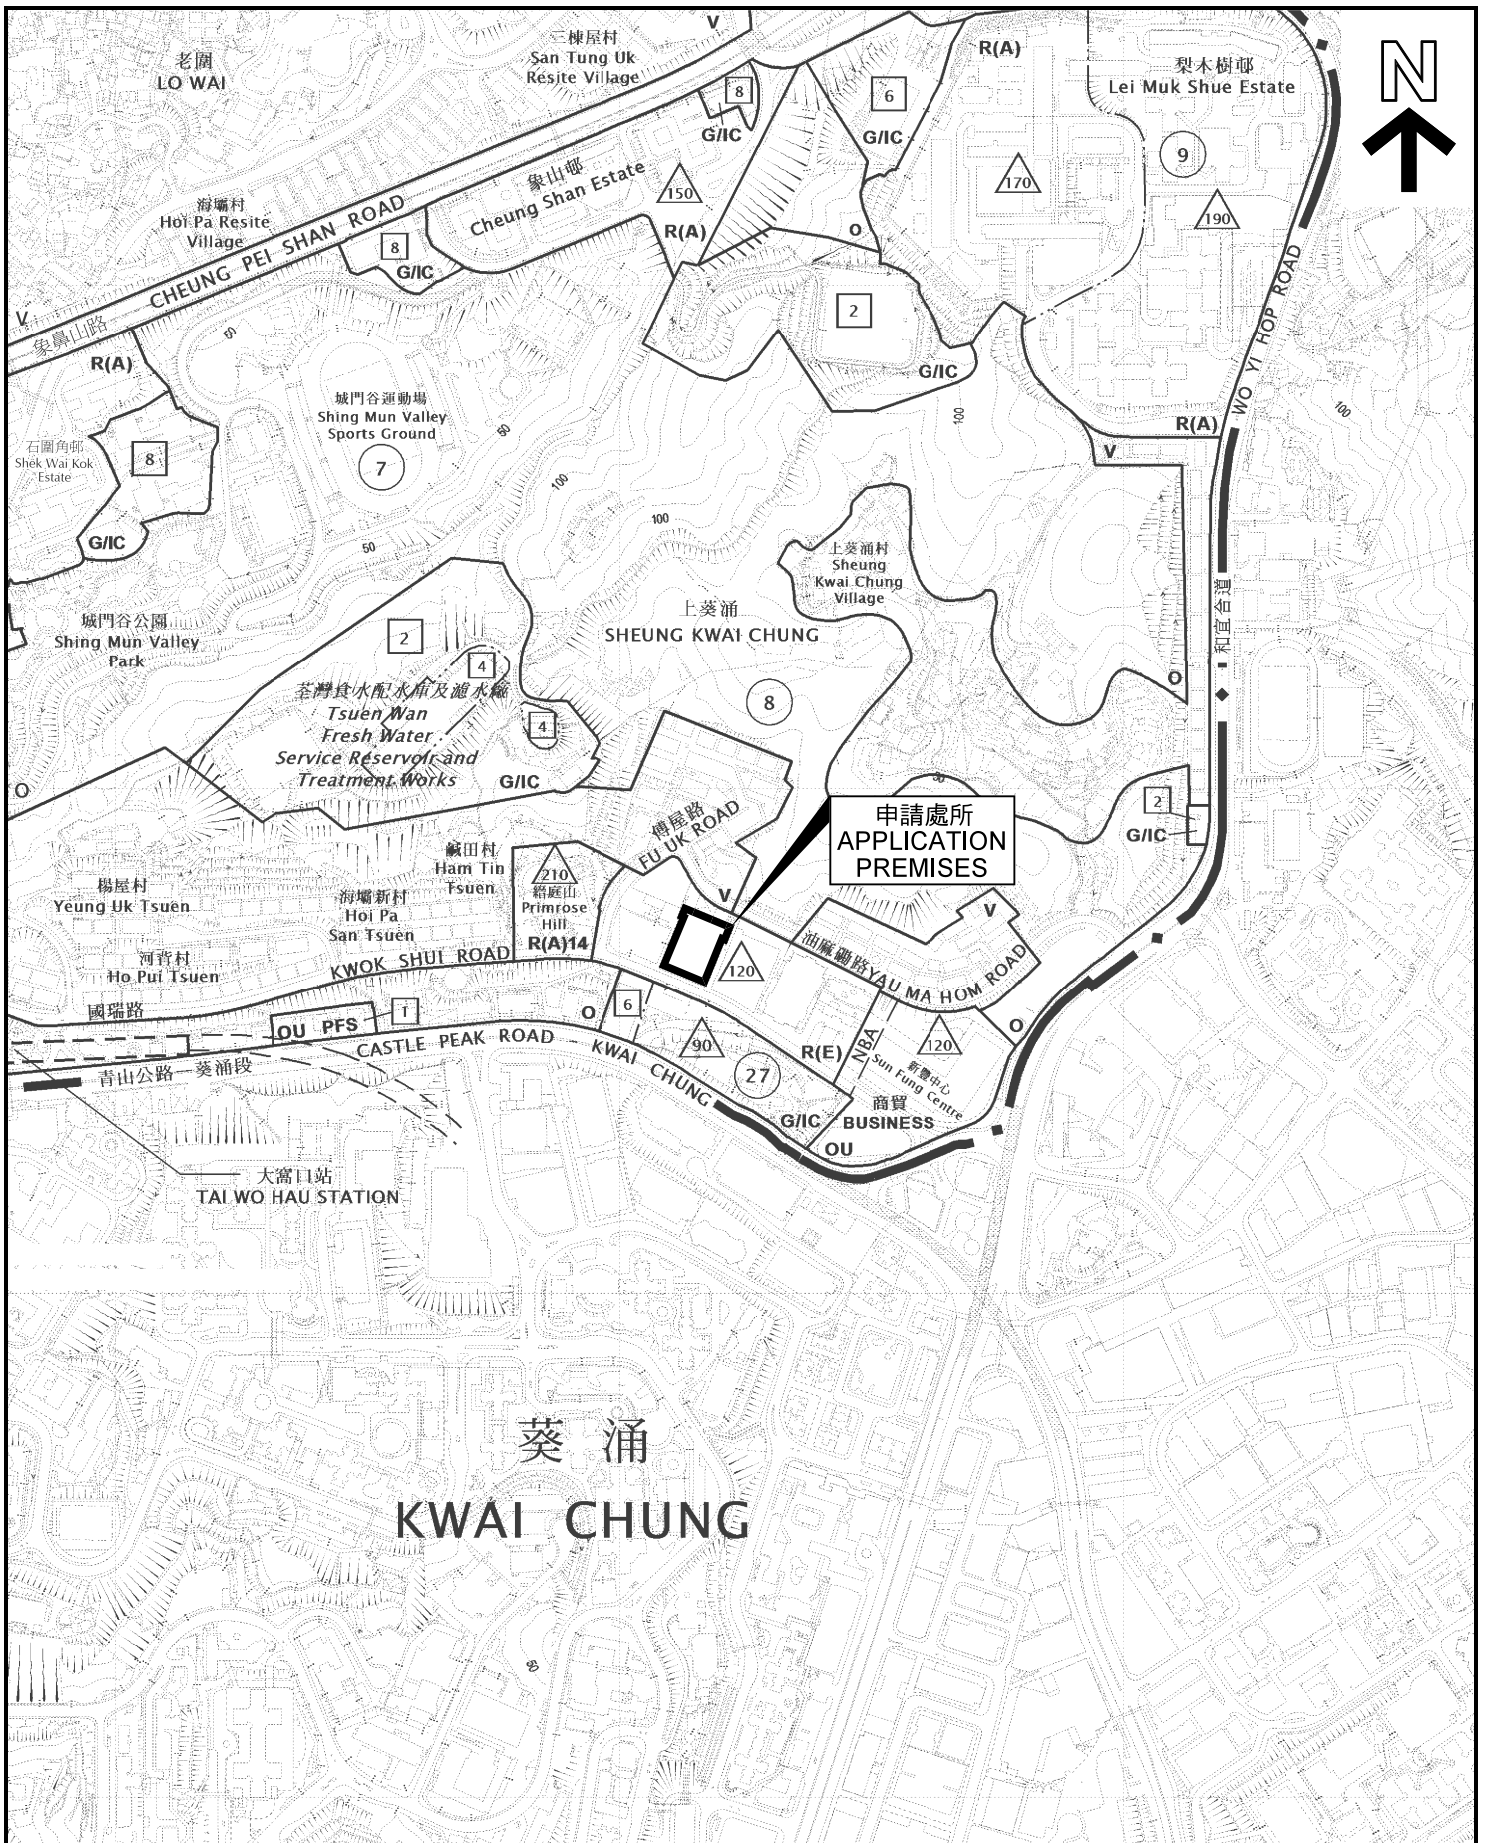 老圍
LO WAI
三棟屋村
San Tung Uk
Resite Village
V
R(A)
梨木樹邨
Lei Muk Shue Estate
N
8
G/IC
6
G/IC
9
170
190
象山邨
Cheung Shan Estate
150
R(A)
O
海壩村
Hoi Pa Resite
Village
8
G/IC
CHEUNG PEI SHAN ROAD
象鼻山路
V
R(A)
2
G/IC
WO YI HOP ROAD
和宜合道
R(A)
V
100
100
50
城門谷運動場
Shing Mun Valley
Sports Ground
7
50
石圍角邨
Shek Wai Kok
Estate
8
G/IC
100
100
50
上葵涌村
Sheung
Kwai Chung
Village
上葵涌
SHEUNG KWAI CHUNG
8
城門谷公園
Shing Mun Valley
Park
2
4
荃灣食水配水庫及濾水廠
Tsuen Wan
Fresh Water
Service Reservoir and
Treatment Works
4
G/IC
O
O
50
2
G/IC
申請處所
APPLICATION
PREMISES
傅屋路
FU UK ROAD
V
鹹田村
Ham Tin
Tsuen
210
縉庭山
Primrose
Hill
R(A)14
楊屋村
Yeung Uk Tsuen
海壩新村
Hoi Pa
San Tsuen
河背村
Ho Pui Tsuen
KWOK SHUI ROAD
國瑞路
120
油麻磡路 YAU MA HOM ROAD
V
O
OU PFS
1
O
6
90
27
R(E)
NBA
120
新豐中心
Sun Fung Centre
商貿
BUSINESS
G/IC
OU
CASTLE PEAK ROAD KWAI CHUNG
青山公路 葵涌段
大窩口站
TAI WO HAU STATION
葵 涌
KWAI CHUNG
50